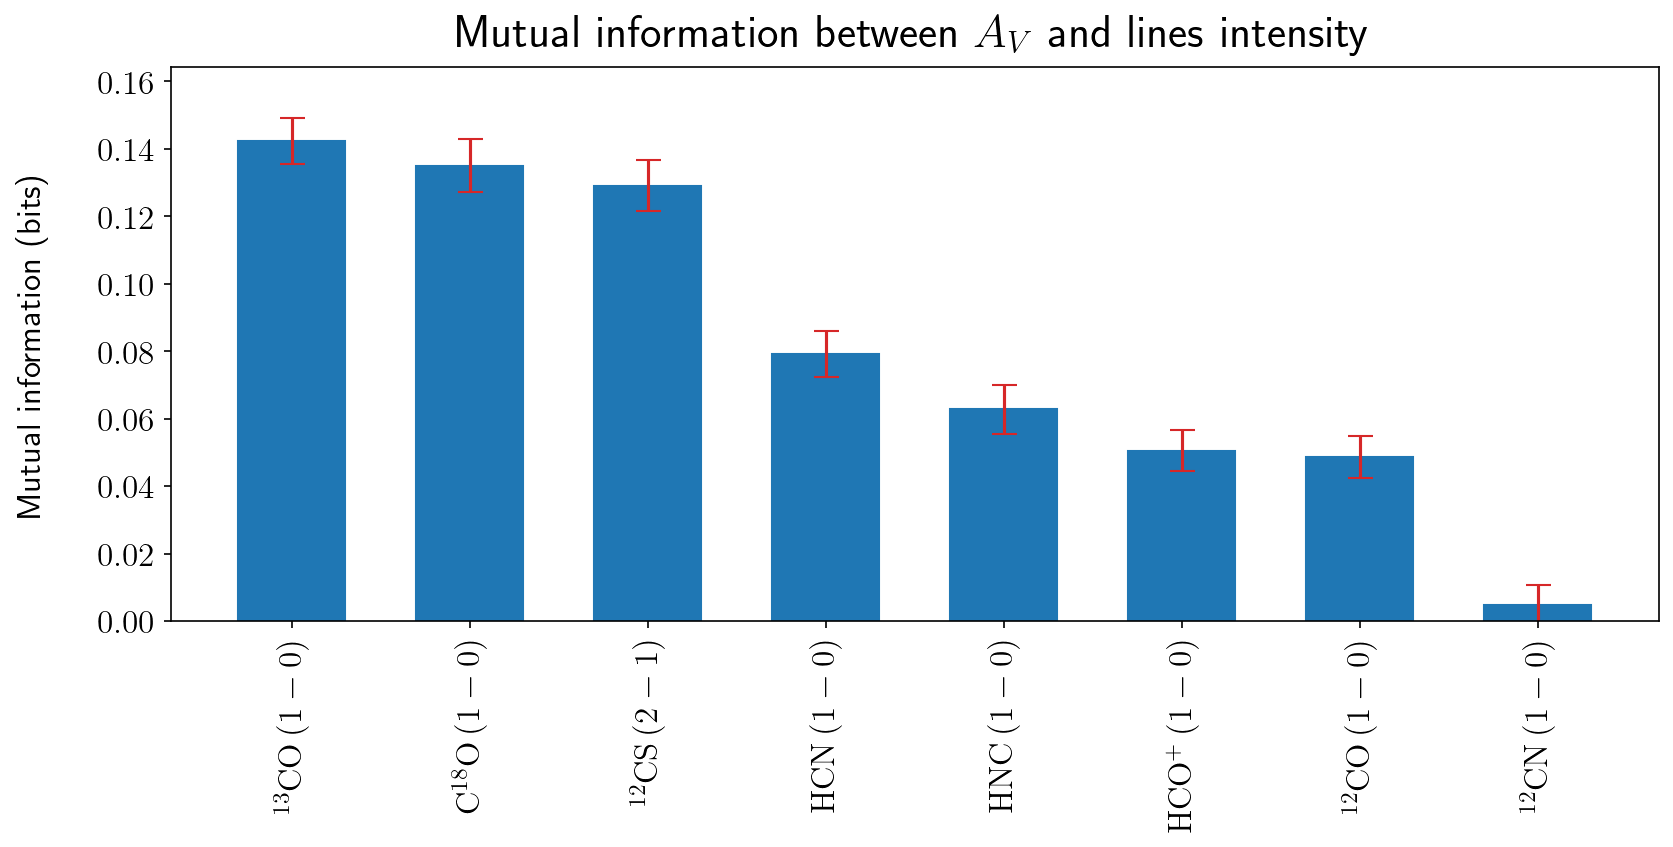 Mutual information between A_V and lines intensity
Mutual information (bits)
0.16
0.14
0.12
0.10
0.08
0.06
0.04
0.02
0.00
¹³CO (1 − 0)
C¹⁸O (1 − 0)
¹²CS (2 − 1)
HCN (1 − 0)
HNC (1 − 0)
HCO⁺ (1 − 0)
¹²CO (1 − 0)
¹²CN (1 − 0)